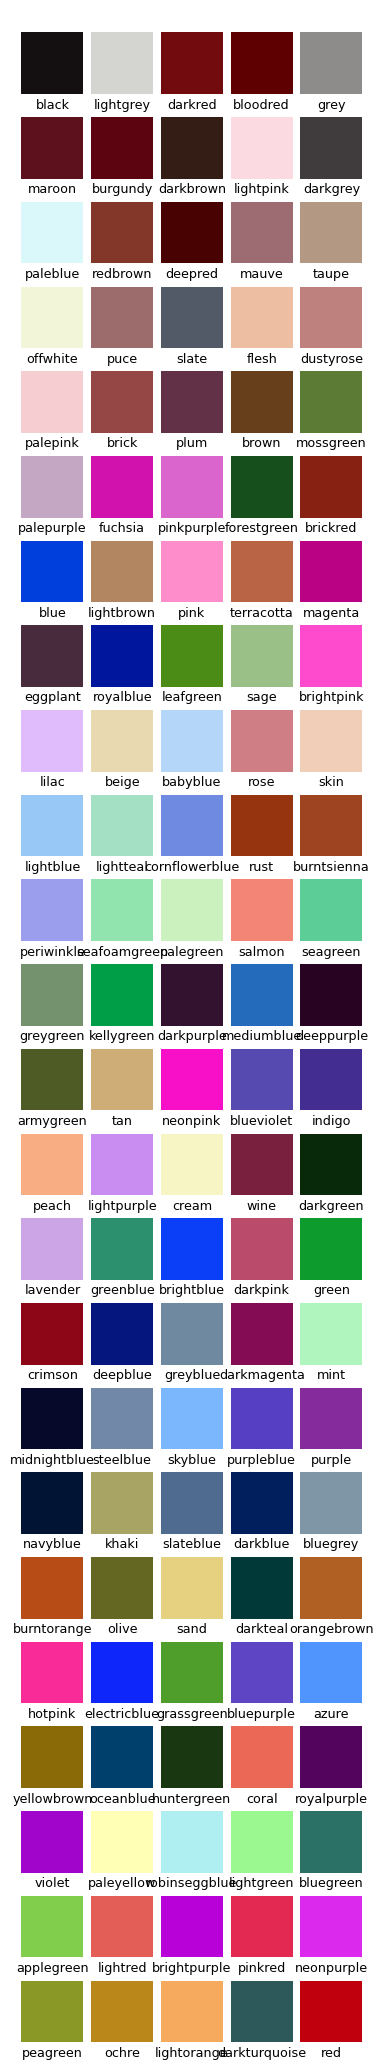 black lightgrey darkred bloodred grey
maroon burgundy darkbrown lightpink darkgrey
paleblue redbrown deepred mauve taupe
offwhite puce slate flesh dustyrose
palepink brick plum brown mossgreen
palepurple fuchsia pinkpurple forestgreen brickred
blue lightbrown pink terracotta magenta
eggplant royalblue leafgreen sage brightpink
lilac beige babyblue rose skin
lightblue lightteal cornflowerblue rust burntsienna
periwinkle seafoamgreen palegreen salmon seagreen
greygreen kellygreen darkpurple mediumblue deeppurple
armygreen tan neonpink blueviolet indigo
peach lightpurple cream wine darkgreen
lavender greenblue brightblue darkpink green
crimson deepblue greyblue darkmagenta mint
midnightblue steelblue skyblue purpleblue purple
navyblue khaki slateblue darkblue bluegrey
burntorange olive sand darkteal orangebrown
hotpink electricblue grassgreen bluepurple azure
yellowbrown oceanblue huntergreen coral royalpurple
violet paleyellow robinseggblue lightgreen bluegreen
applegreen lightred brightpurple pinkred neonpurple
peagreen ochre lightorange darkturquoise red